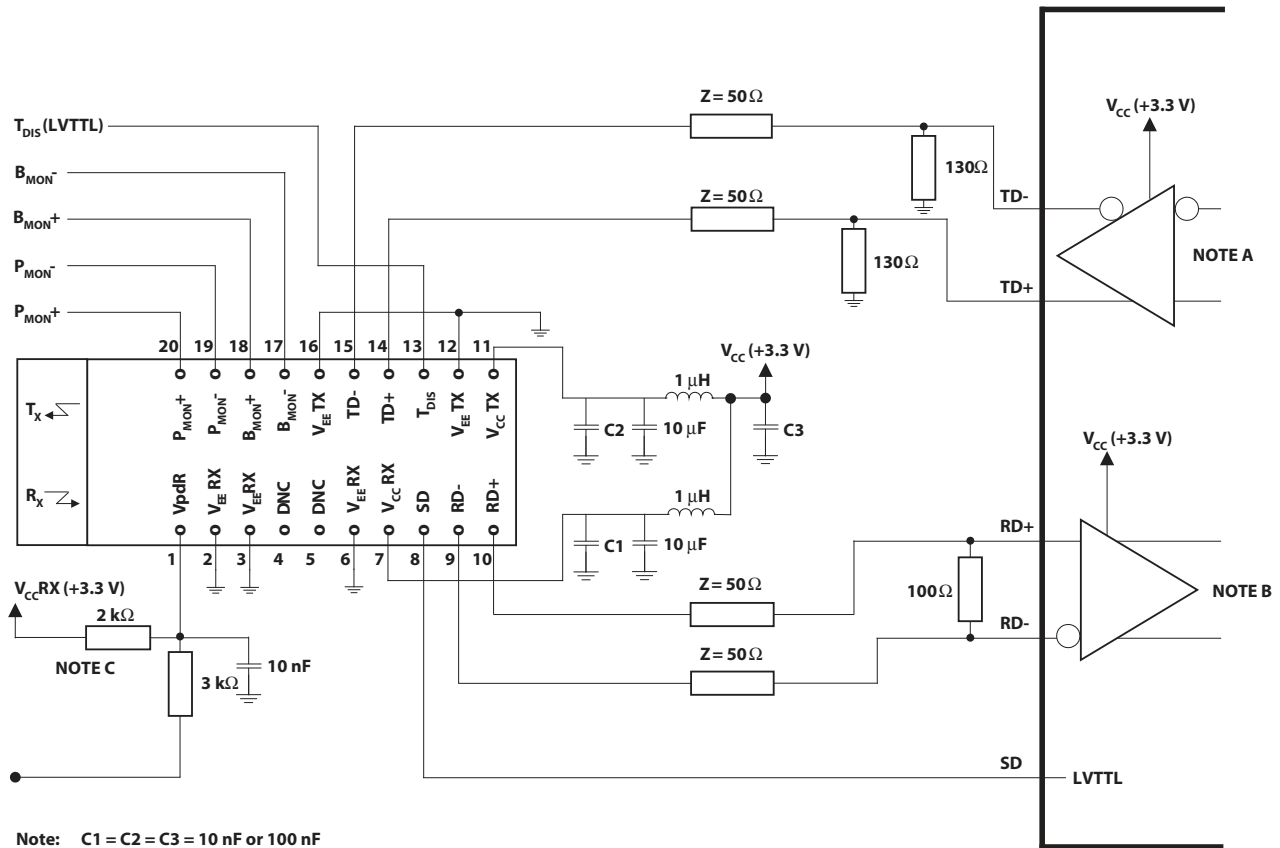 Z = 50 Ω
V_CC (+3.3 V)
T_DIS (LVTTL)
130Ω
B_MON-
Z = 50 Ω
TD-
B_MON+
NOTE A
P_MON-
130Ω
TD+
P_MON+
20 19 18 17 16 15 14 13 12 11
V_CC (+3.3 V)
1 μH
T_X
P_MON+ P_MON- B_MON+ B_MON- V_EE TX TD- TD+ T_DIS V_EE TX V_CC TX
C2 10 μF C3
V_CC (+3.3 V)
R_X
VpdR V_EE RX V_EE RX DNC DNC V_EE RX V_CC RX SD RD- RD+
1 μH
RD+
C1 10 μF
1 2 3 4 5 6 7 8 9 10
V_CC RX (+3.3 V)
Z = 50 Ω
100 Ω
NOTE B
2 kΩ
RD-
Z = 50 Ω
NOTE C
10 nF
3 kΩ
SD
LVTTL
Note: C1 = C2 = C3 = 10 nF or 100 nF